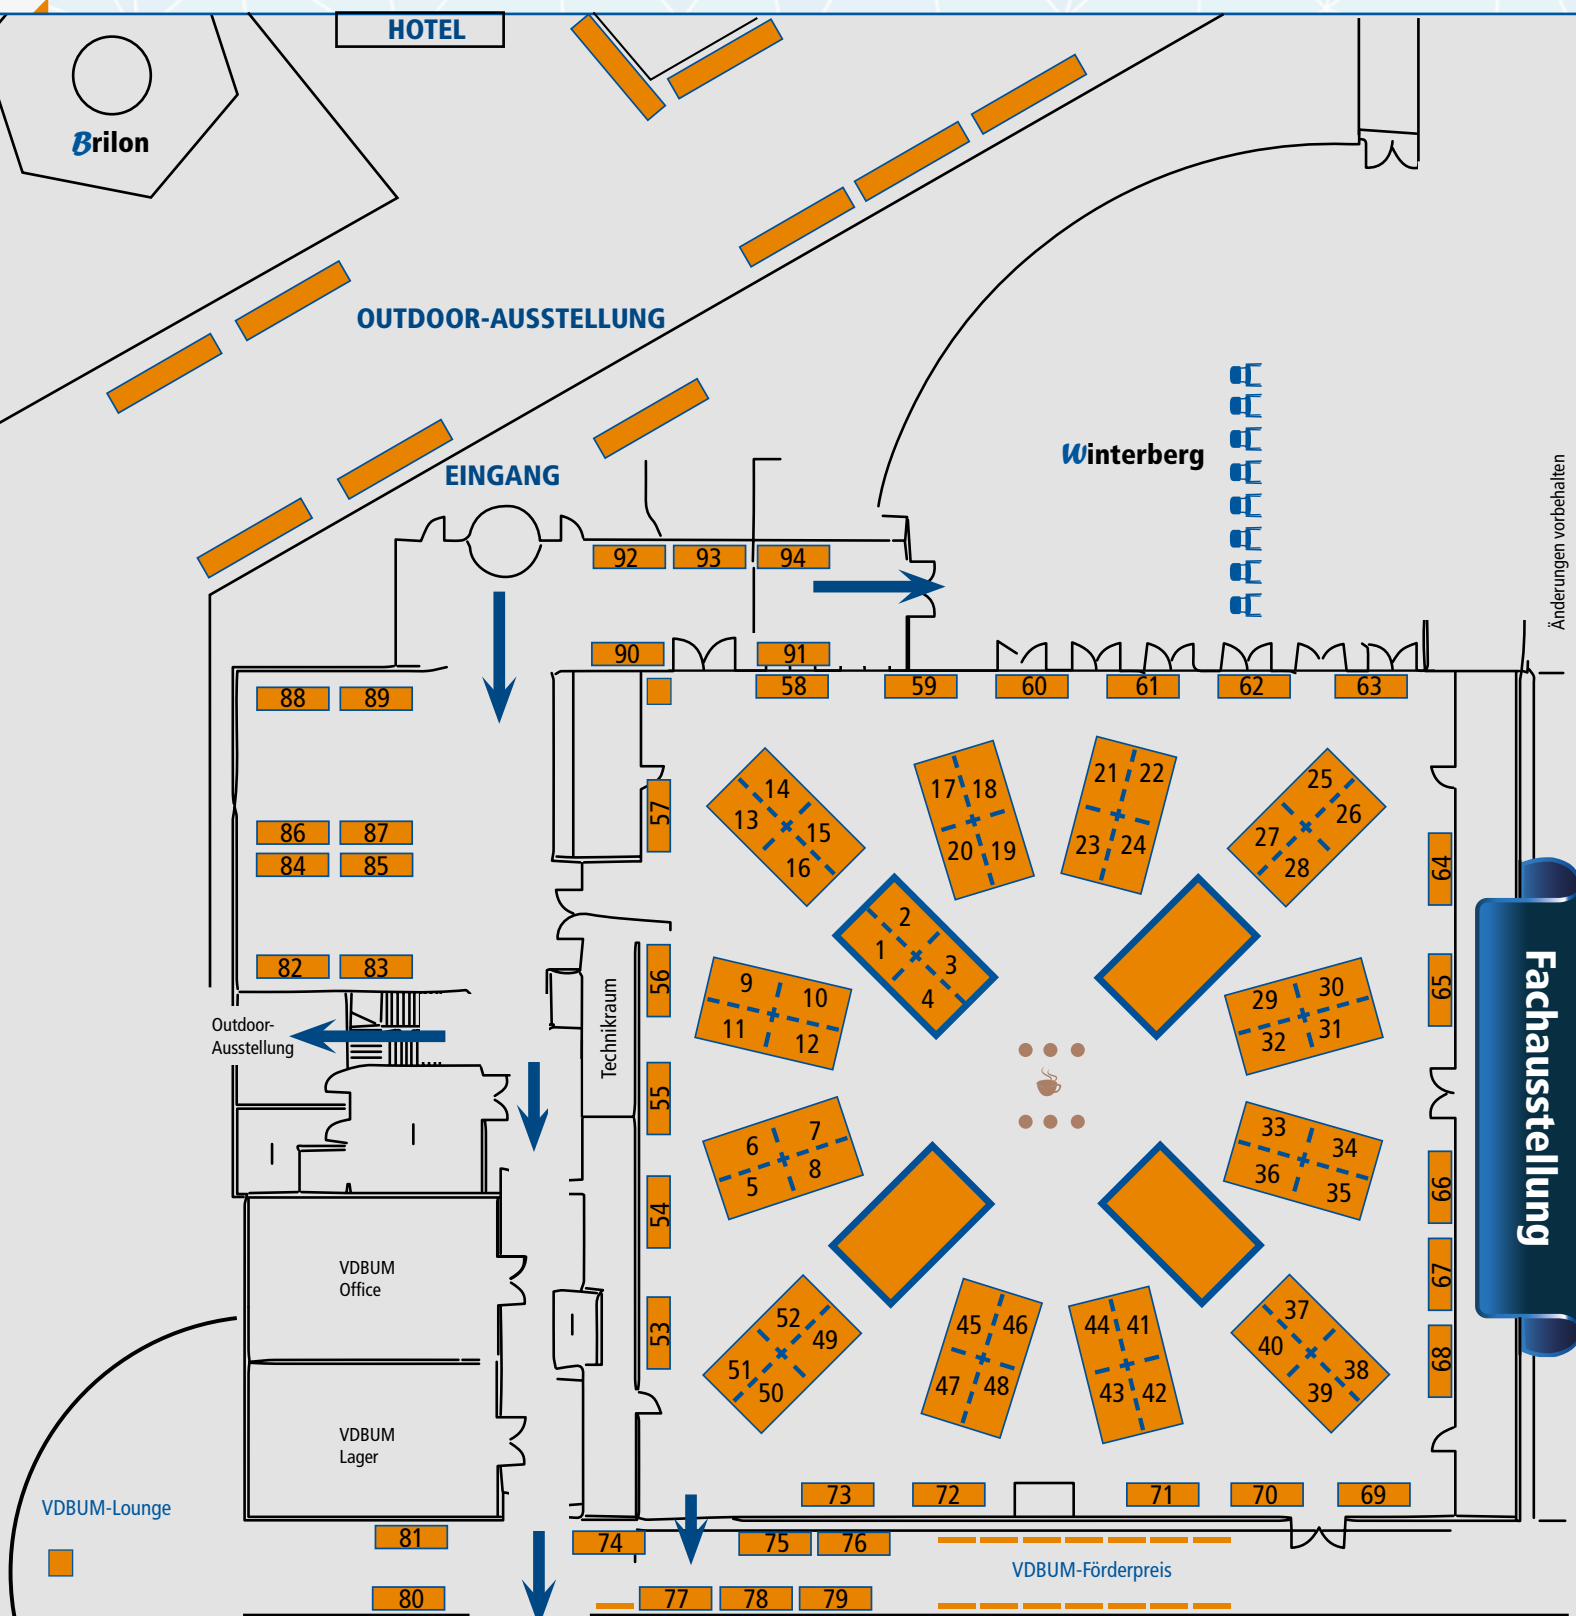 HOTEL
Brilon
OUTDOOR-AUSSTELLUNG
EINGANG
Winterberg
Änderungen vorbehalten
92 93 94
90 91
88 89
58 59 60 61 62 63
86 87
84 85
82 83
57
56
55
54
53
14
13 15
16
17 18
20 19
21 22
23 24
25
26
27
28
64
65
66
67
68
2
1 3
4
9 10
11 12
29 30
32 31
6 7
5 8
33 34
36 35
52
49
51
50
45 46
47 48
44 41
43 42
37
40 38
39
Outdoor-
Ausstellung
Technikraum
Fachausstellung
VDBUM
Office
VDBUM
Lager
VDBUM-Lounge
73 72 71 70 69
81 74 75 76
VDBUM-Förderpreis
80 77 78 79